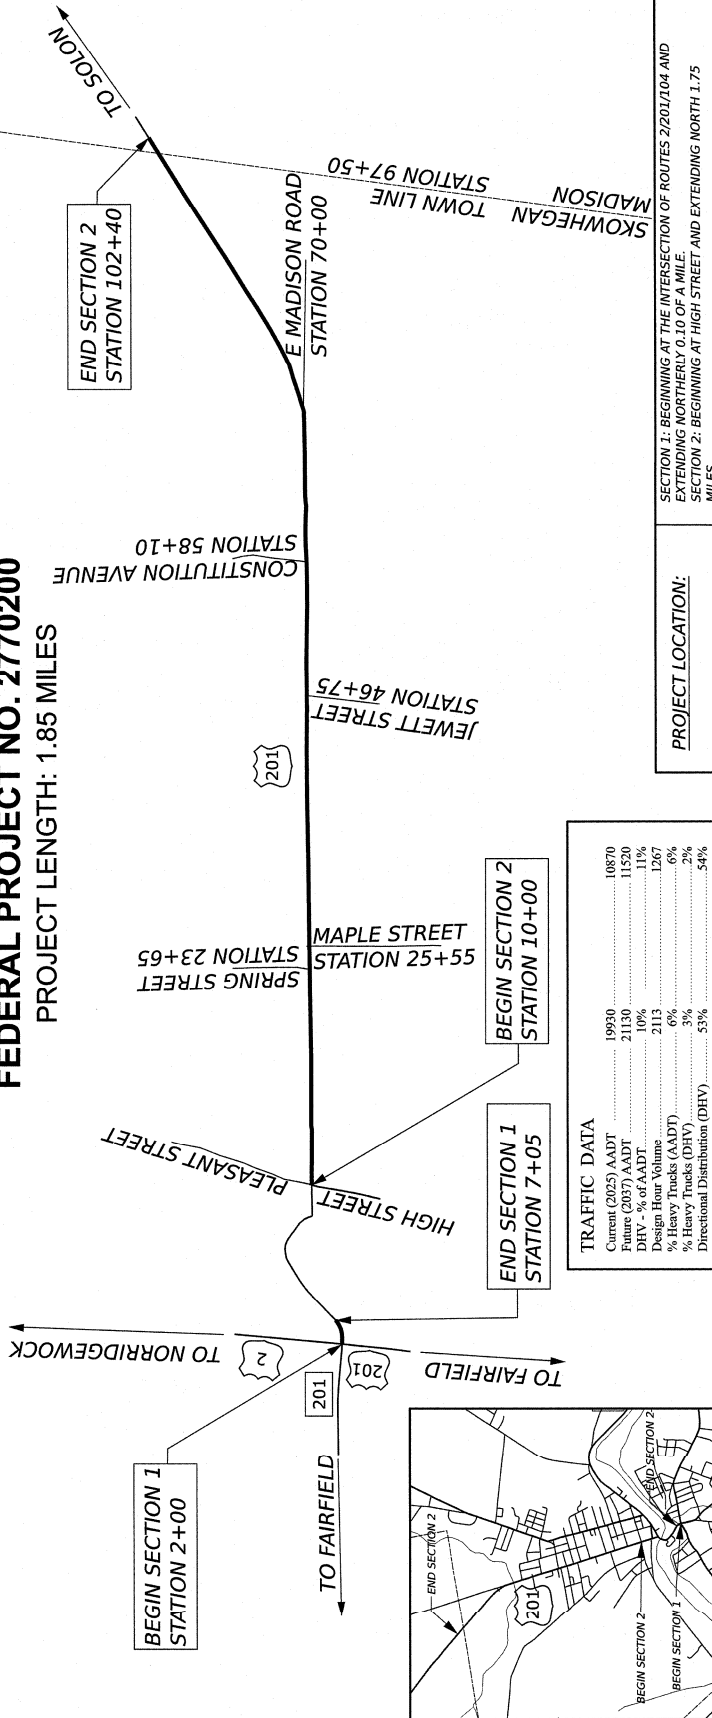 FEDERAL PROJECT NO. 2770200
PROJECT LENGTH: 1.85 MILES
TO SOLON
END SECTION 2
STATION 102+40
E MADISON ROAD
STATION 70+00
TOWN LINE
STATION 97+50
SKOWHEGAN
MADISON
CONSTITUTION AVENUE
STATION 58+10
JEWETT STREET
STATION 46+75
201
SPRING STREET
STATION 23+65
MAPLE STREET
STATION 25+55
BEGIN SECTION 2
STATION 10+00
PLEASANT STREET
HIGH STREET
END SECTION 1
STATION 7+05
TO NORRIDGEWOCK
2
201
201
TO FAIRFIELD
TO FAIRFIELD
BEGIN SECTION 1
STATION 2+00
PROJECT LOCATION:
SECTION 1: BEGINNING AT THE INTERSECTION OF ROUTES 2/201/104 AND
EXTENDING NORTHERLY 0.10 OF A MILE.
SECTION 2: BEGINNING AT HIGH STREET AND EXTENDING NORTH 1.75
MILES
TRAFFIC DATA
Current (2025) AADT 19930 10870
Future (2037) AADT 21130 11520
DHV - % of AADT 10% 11%
Design Hour Volume 2113 1267
% Heavy Trucks (AADT) 6% 6%
% Heavy Trucks (DHV) 3% 2%
Directional Distribution (DHV) 53% 54%
END SECTION 2
201
BEGIN SECTION 2
BEGIN SECTION 1
END SECTION 2